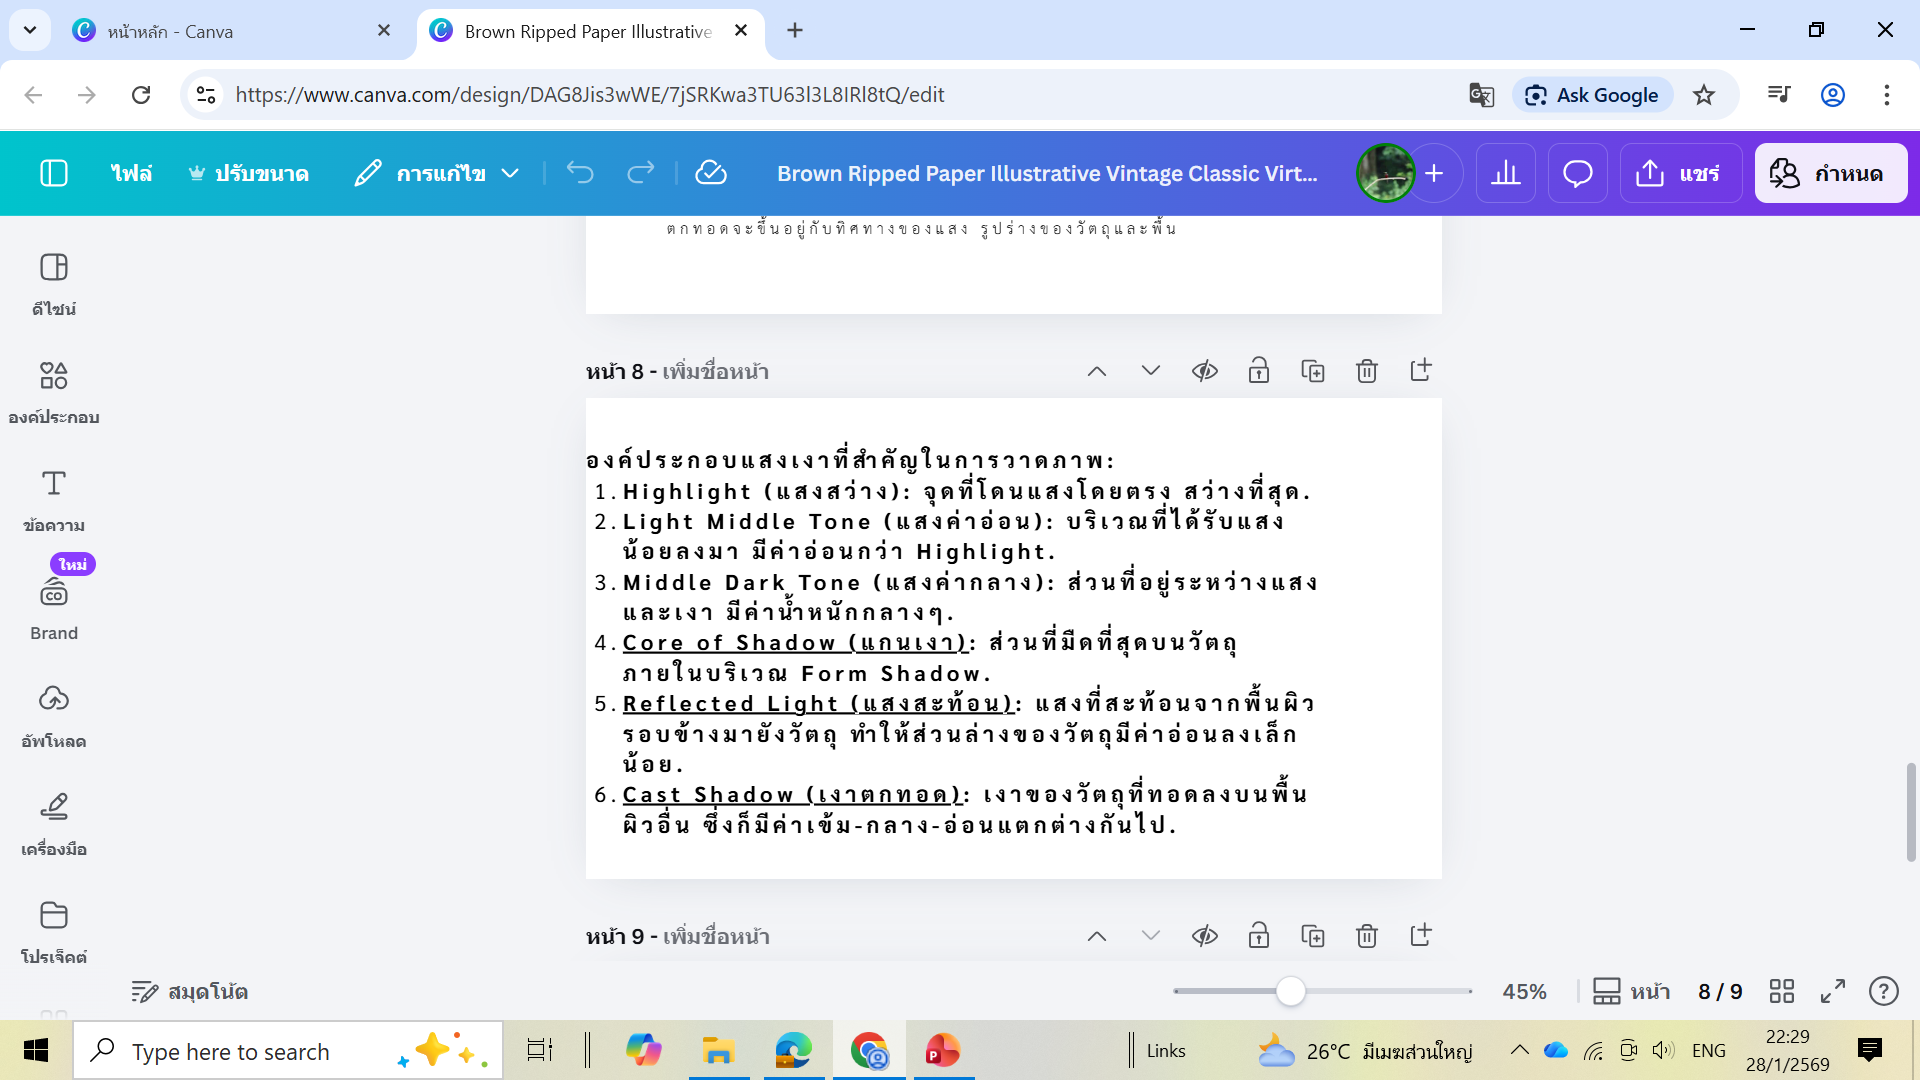 หน้าหลัก - Canva
Brown Ripped Paper Illustrative
https://www.canva.com/design/DAG8Jis3wWE/7jSRKwa3TU63l3L8IRl8tQ/edit
Ask Google
ไฟล์
ปรับขนาด
การแก้ไข
Brown Ripped Paper Illustrative Vintage Classic Virt...
แชร์
กำหนด
ตกทอดจะขึ้นอยู่กับทิศทางของแสง รูปร่างของวัตถุและพื้น
ดีไซน์
องค์ประกอบ
ข้อความ
ใหม่
CO
Brand
อัพโหลด
เครื่องมือ
โปรเจ็คต์
หน้า 8 - เพิ่มชื่อหน้า
องค์ประกอบแสงเงาที่สำคัญในการวาดภาพ:
1. Highlight (แสงสว่าง): จุดที่โดนแสงโดยตรง สว่างที่สุด.
2. Light Middle Tone (แสงค่าอ่อน): บริเวณที่ได้รับแสง
น้อยลงมา มีค่าอ่อนกว่า Highlight.
3. Middle Dark Tone (แสงค่ากลาง): ส่วนที่อยู่ระหว่างแสง
และเงา มีค่าน้ำหนักกลางๆ.
4. Core of Shadow (แกนเงา): ส่วนที่มืดที่สุดบนวัตถุ
ภายในบริเวณ Form Shadow.
5. Reflected Light (แสงสะท้อน): แสงที่สะท้อนจากพื้นผิว
รอบข้างมายังวัตถุ ทำให้ส่วนล่างของวัตถุมีค่าอ่อนลงเล็ก
น้อย.
6. Cast Shadow (เงาตกทอด): เงาของวัตถุที่ทอดลงบนพื้น
ผิวอื่น ซึ่งก็มีค่าเข้ม-กลาง-อ่อนแตกต่างกันไป.
หน้า 9 - เพิ่มชื่อหน้า
สมุดโน้ต
45%
หน้า
8 / 9
Type here to search
Links
26°C มีเมฆส่วนใหญ่
ENG
22:29
28/1/2569